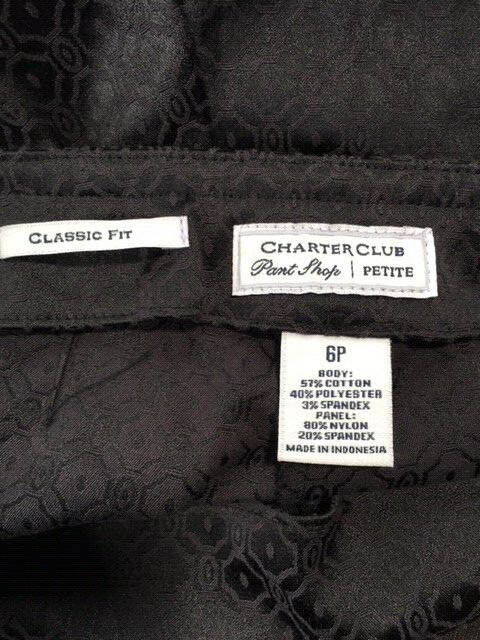 CLASSIC FIT
CHARTER CLUB
Pant Shop | PETITE
6P
BODY:
57% COTTON
40% POLYESTER
3% SPANDEX
PANEL:
80% NYLON
20% SPANDEX
MADE IN INDONESIA